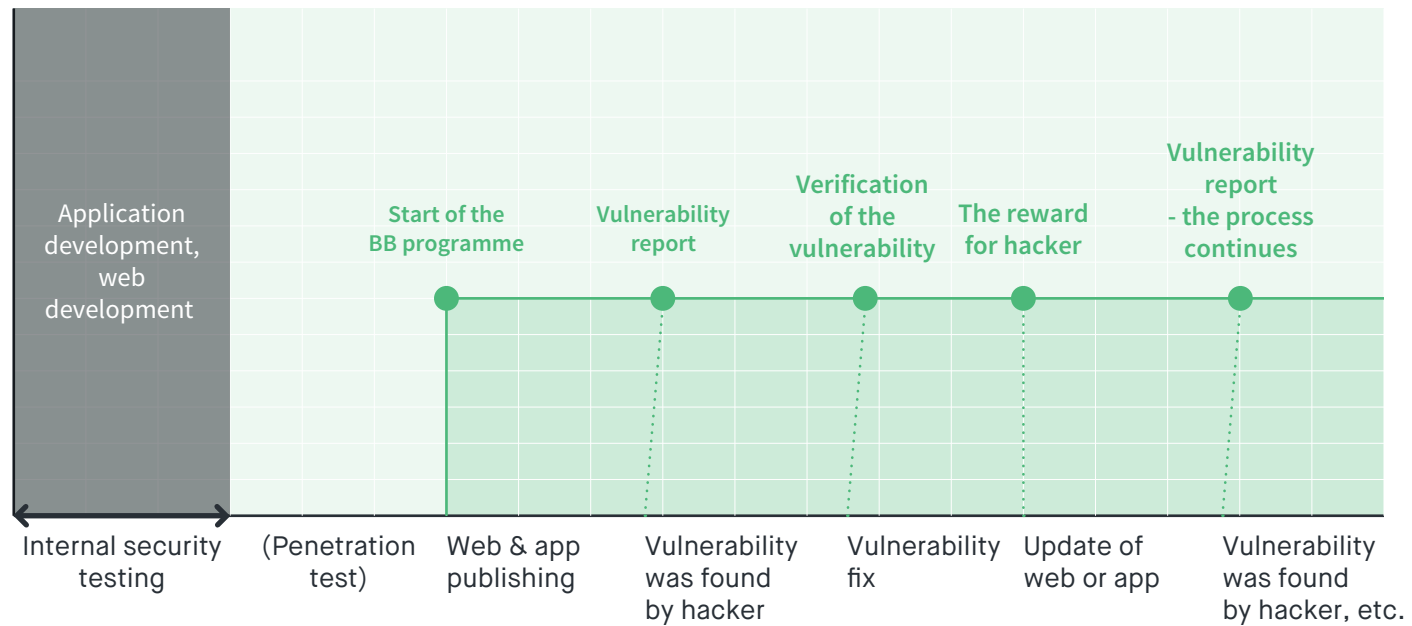 Application
development,
web
development
Start of the
BB programme
Vulnerability
report
Verification
of the
vulnerability
The reward
for hacker
Vulnerability
report
- the process
continues
Internal security
testing
(Penetration
test)
Web & app
publishing
Vulnerability
was found
by hacker
Vulnerability
fix
Update of
web or app
Vulnerability
was found
by hacker, etc.